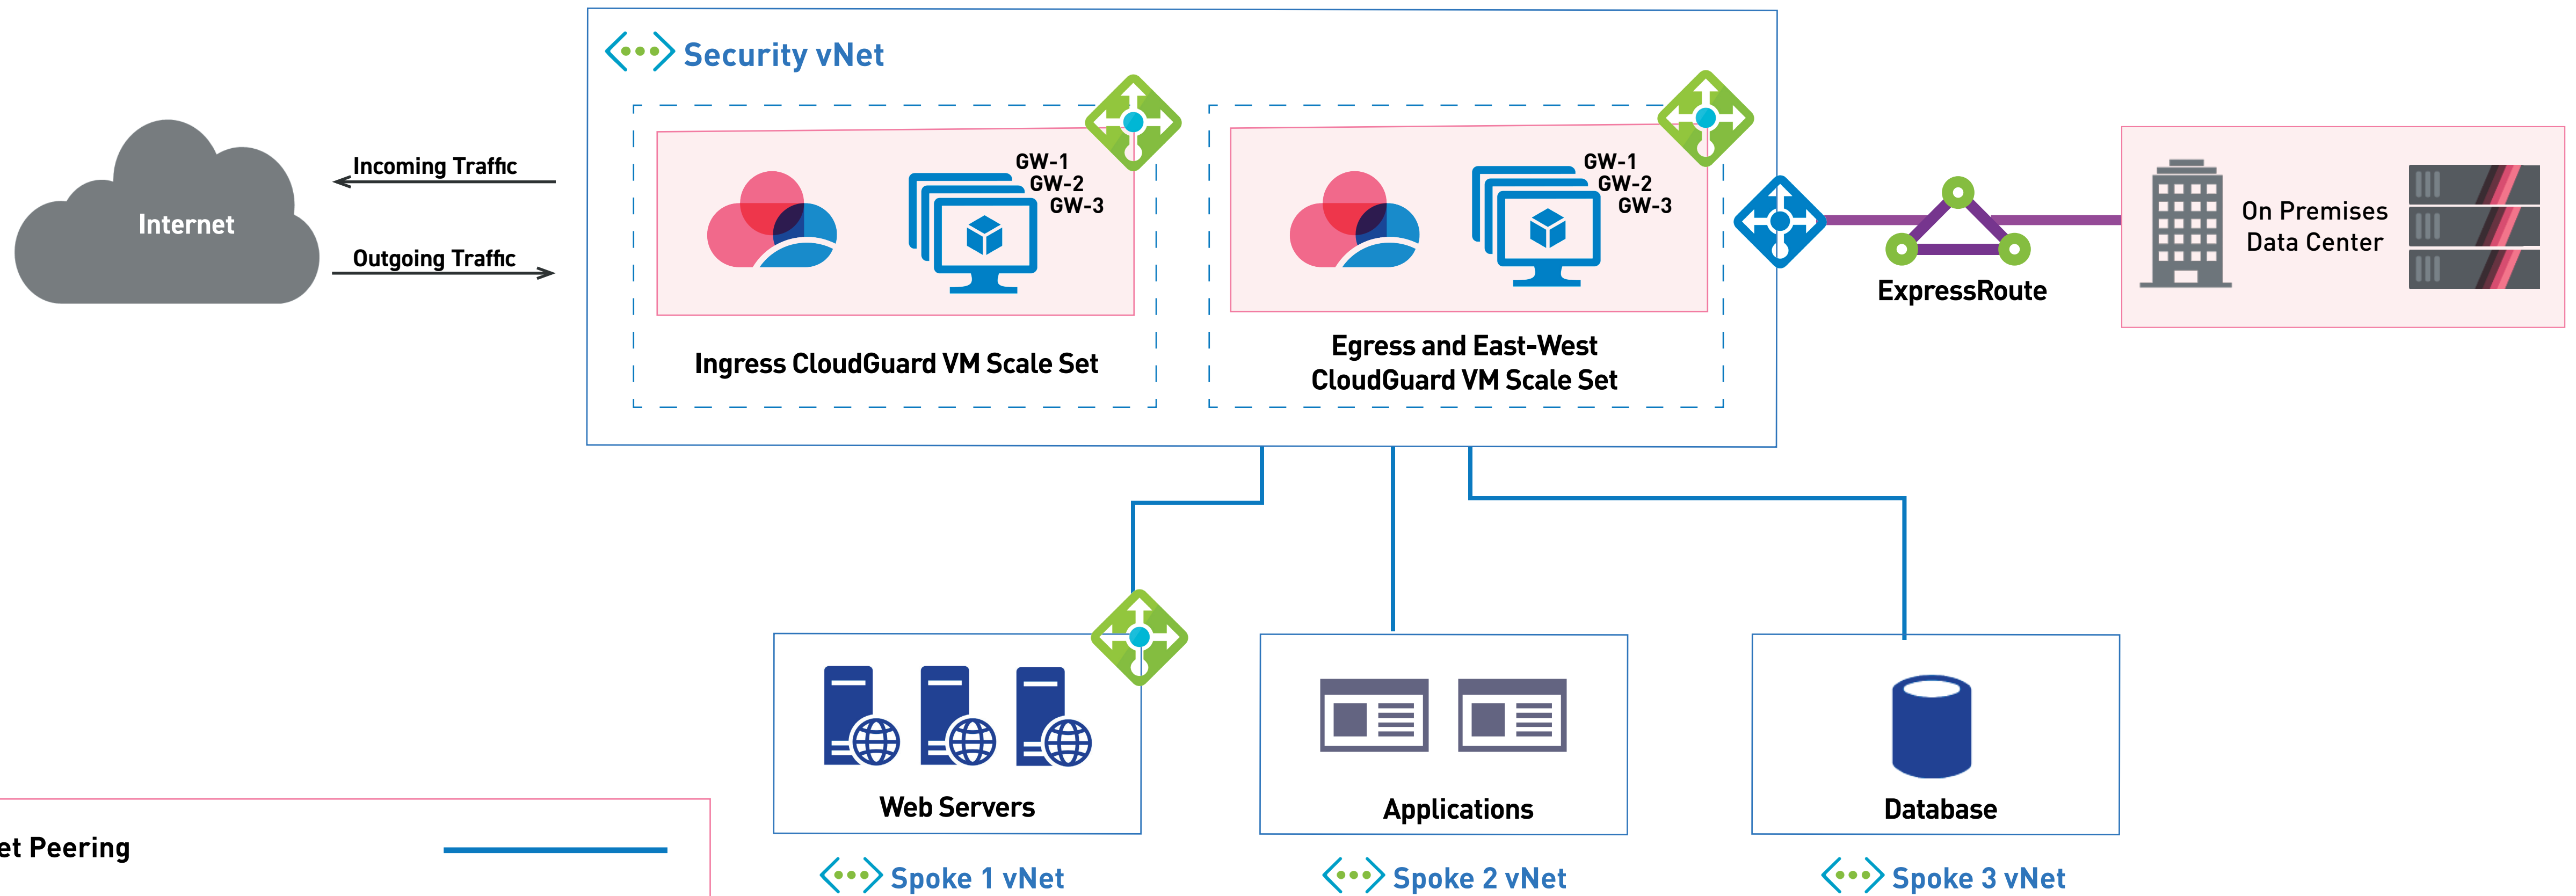 Security vNet
Incoming Traffic
Internet
Outgoing Traffic
GW-1
GW-2
GW-3
Ingress CloudGuard VM Scale Set
GW-1
GW-2
GW-3
Egress and East-West
CloudGuard VM Scale Set
ExpressRoute
On Premises
Data Center
Web Servers
Applications
Database
et Peering
Spoke 1 vNet
Spoke 2 vNet
Spoke 3 vNet